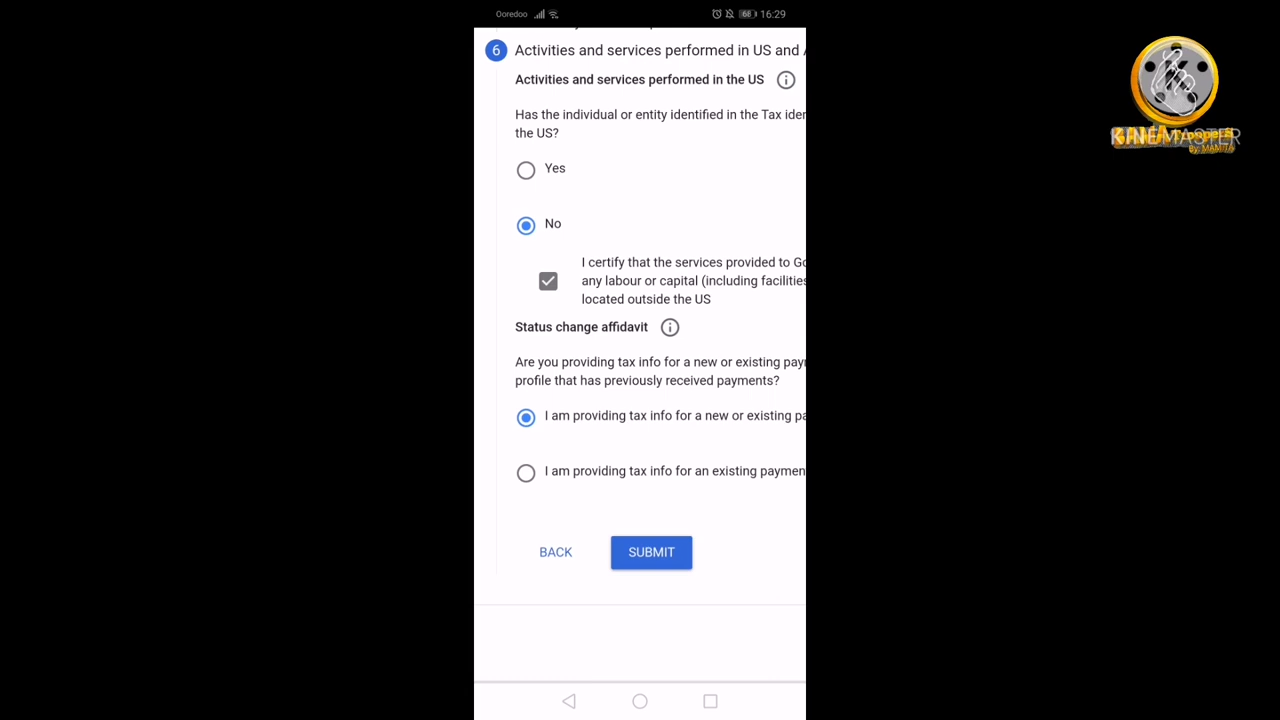 Ooredoo 68 16:29
6 Activities and services performed in US and A
Activities and services performed in the US
Has the individual or entity identified in the Tax iden
the US?
Yes
No
I certify that the services provided to Go
any labour or capital (including facilities
located outside the US
Status change affidavit
Are you providing tax info for a new or existing paym
profile that has previously received payments?
I am providing tax info for a new or existing pa
I am providing tax info for an existing paymen
BACK SUBMIT
KINEMASTER